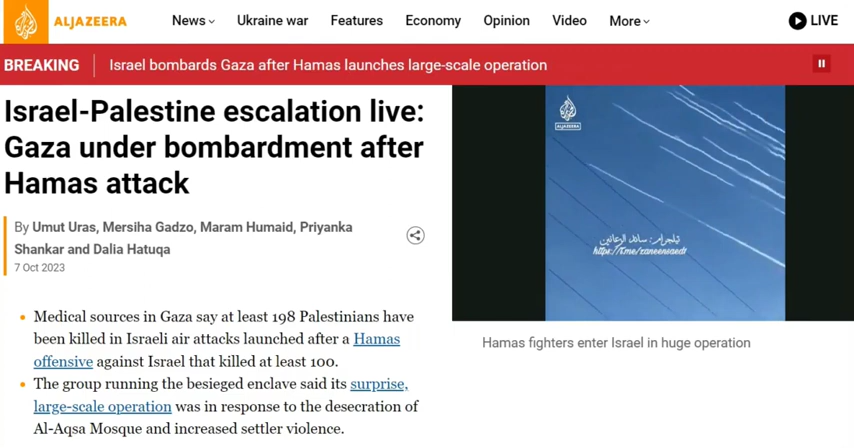 ALJAZEERA
News
Ukraine war
Features
Economy
Opinion
Video
More
LIVE
BREAKING
Israel bombards Gaza after Hamas launches large-scale operation
Israel-Palestine escalation live:
Gaza under bombardment after
Hamas attack
By Umut Uras, Mersiha Gadzo, Maram Humaid, Priyanka
Shankar and Dalia Hatuqa
7 Oct 2023
Medical sources in Gaza say at least 198 Palestinians have
been killed in Israeli air attacks launched after a Hamas
offensive against Israel that killed at least 100.
The group running the besieged enclave said its surprise,
large-scale operation was in response to the desecration of
Al-Aqsa Mosque and increased settler violence.
ALJAZEERA
تيلجرام: سائد الرعانين
Hamas fighters enter Israel in huge operation